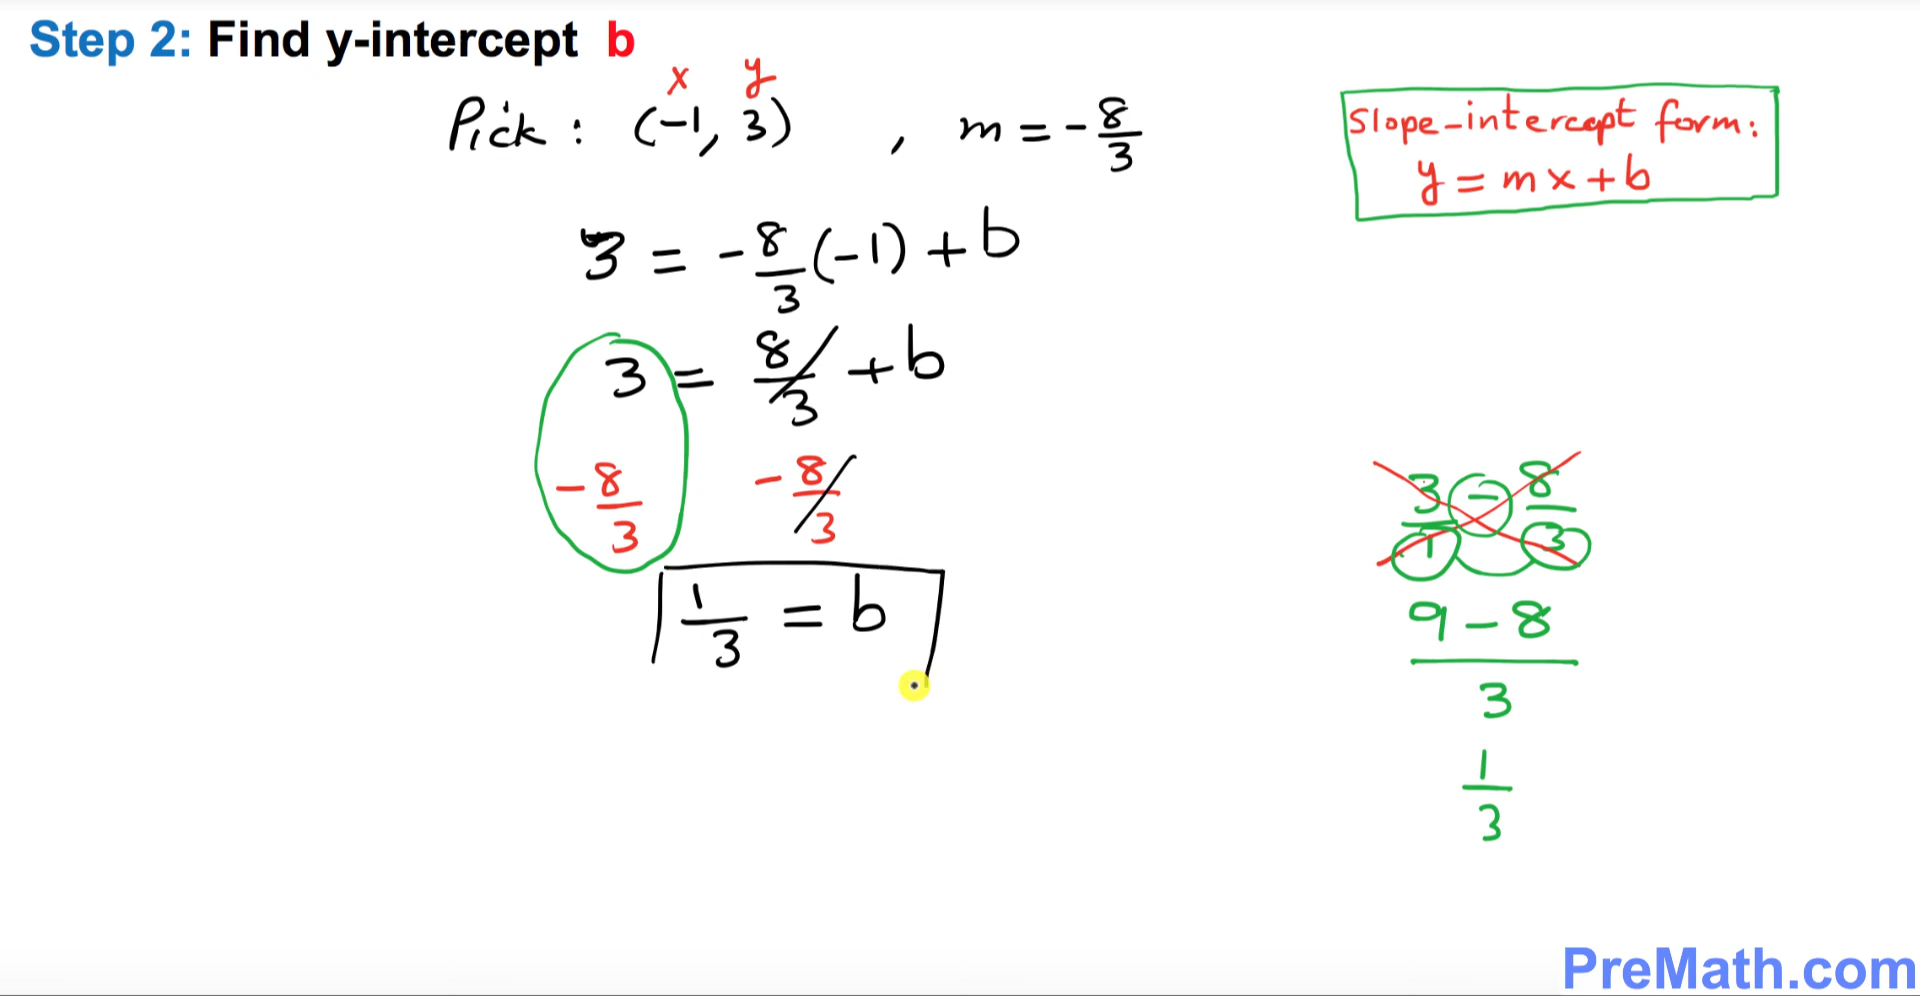 Step 2: Find y-intercept b
x y
Pick : (-1, 3) , m = - 8/3
Slope-intercept form:
y = mx + b
3 = - 8/3 (-1) + b
3 = 8/3 + b
- 8/3 - 8/3
1/3 = b
3/1 - 8/3
9 - 8
3
1/3
PreMath.com